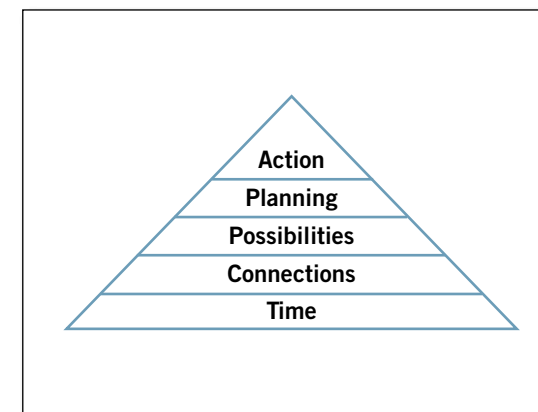 Action
Planning
Possibilities
Connections
Time